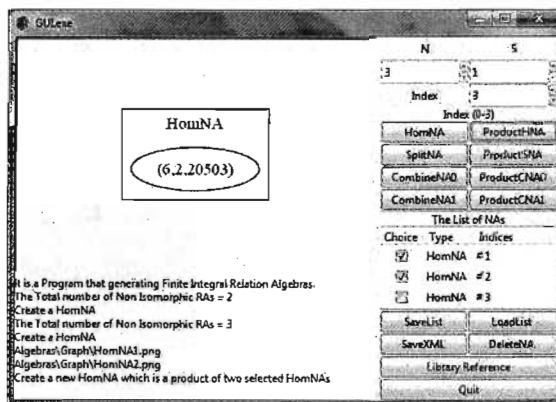 GUI.exe
HomNA
(6,2,20503)
It is a Program that generating Finite Integral Relation Algebras.
The Total number of Non Isomorphic RAs = 2
Create a HomNA
The Total number of Non Isomorphic RAs = 3
Create a HomNA
Algebras\Graph\HomNA1.png
Algebras\Graph\HomNA2.png
Create a new HomNA which is a product of two selected HomNAs
N S
3 1
Index 3
Index (0-3)
HomNA ProductHNA
SplitNA ProductSNA
CombineNA0 ProductCNA0
CombineNA1 ProductCNA1
The List of NAs
Choice Type Indices
HomNA #1
HomNA #2
HomNA #3
SaveList LoadList
SaveXML DeleteNA
Library Reference
Quit